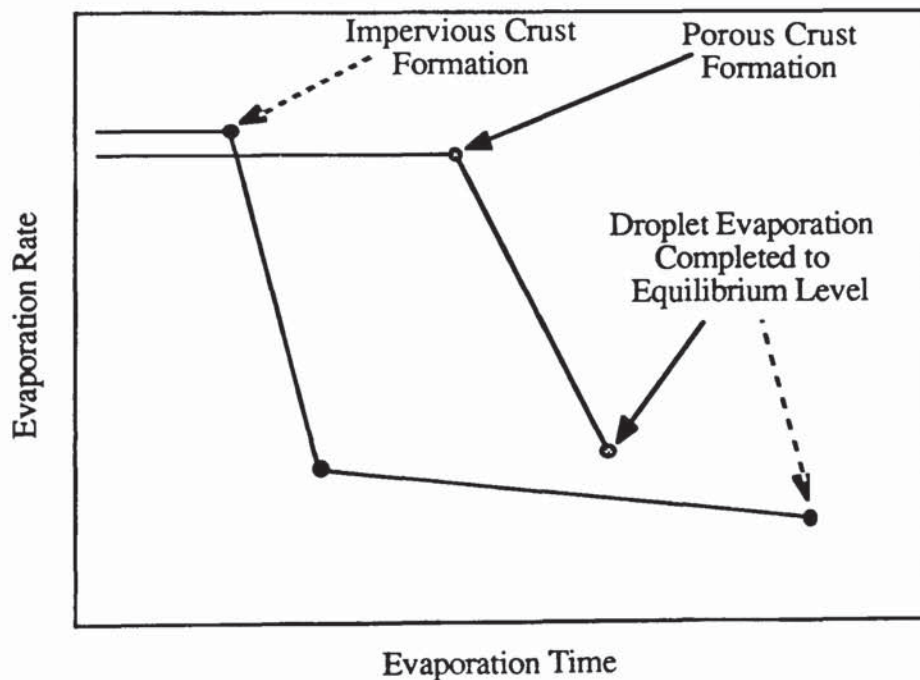 Impervious Crust
Formation
Porous Crust
Formation
Droplet Evaporation
Completed to
Equilibrium Level
Evaporation Rate
Evaporation Time